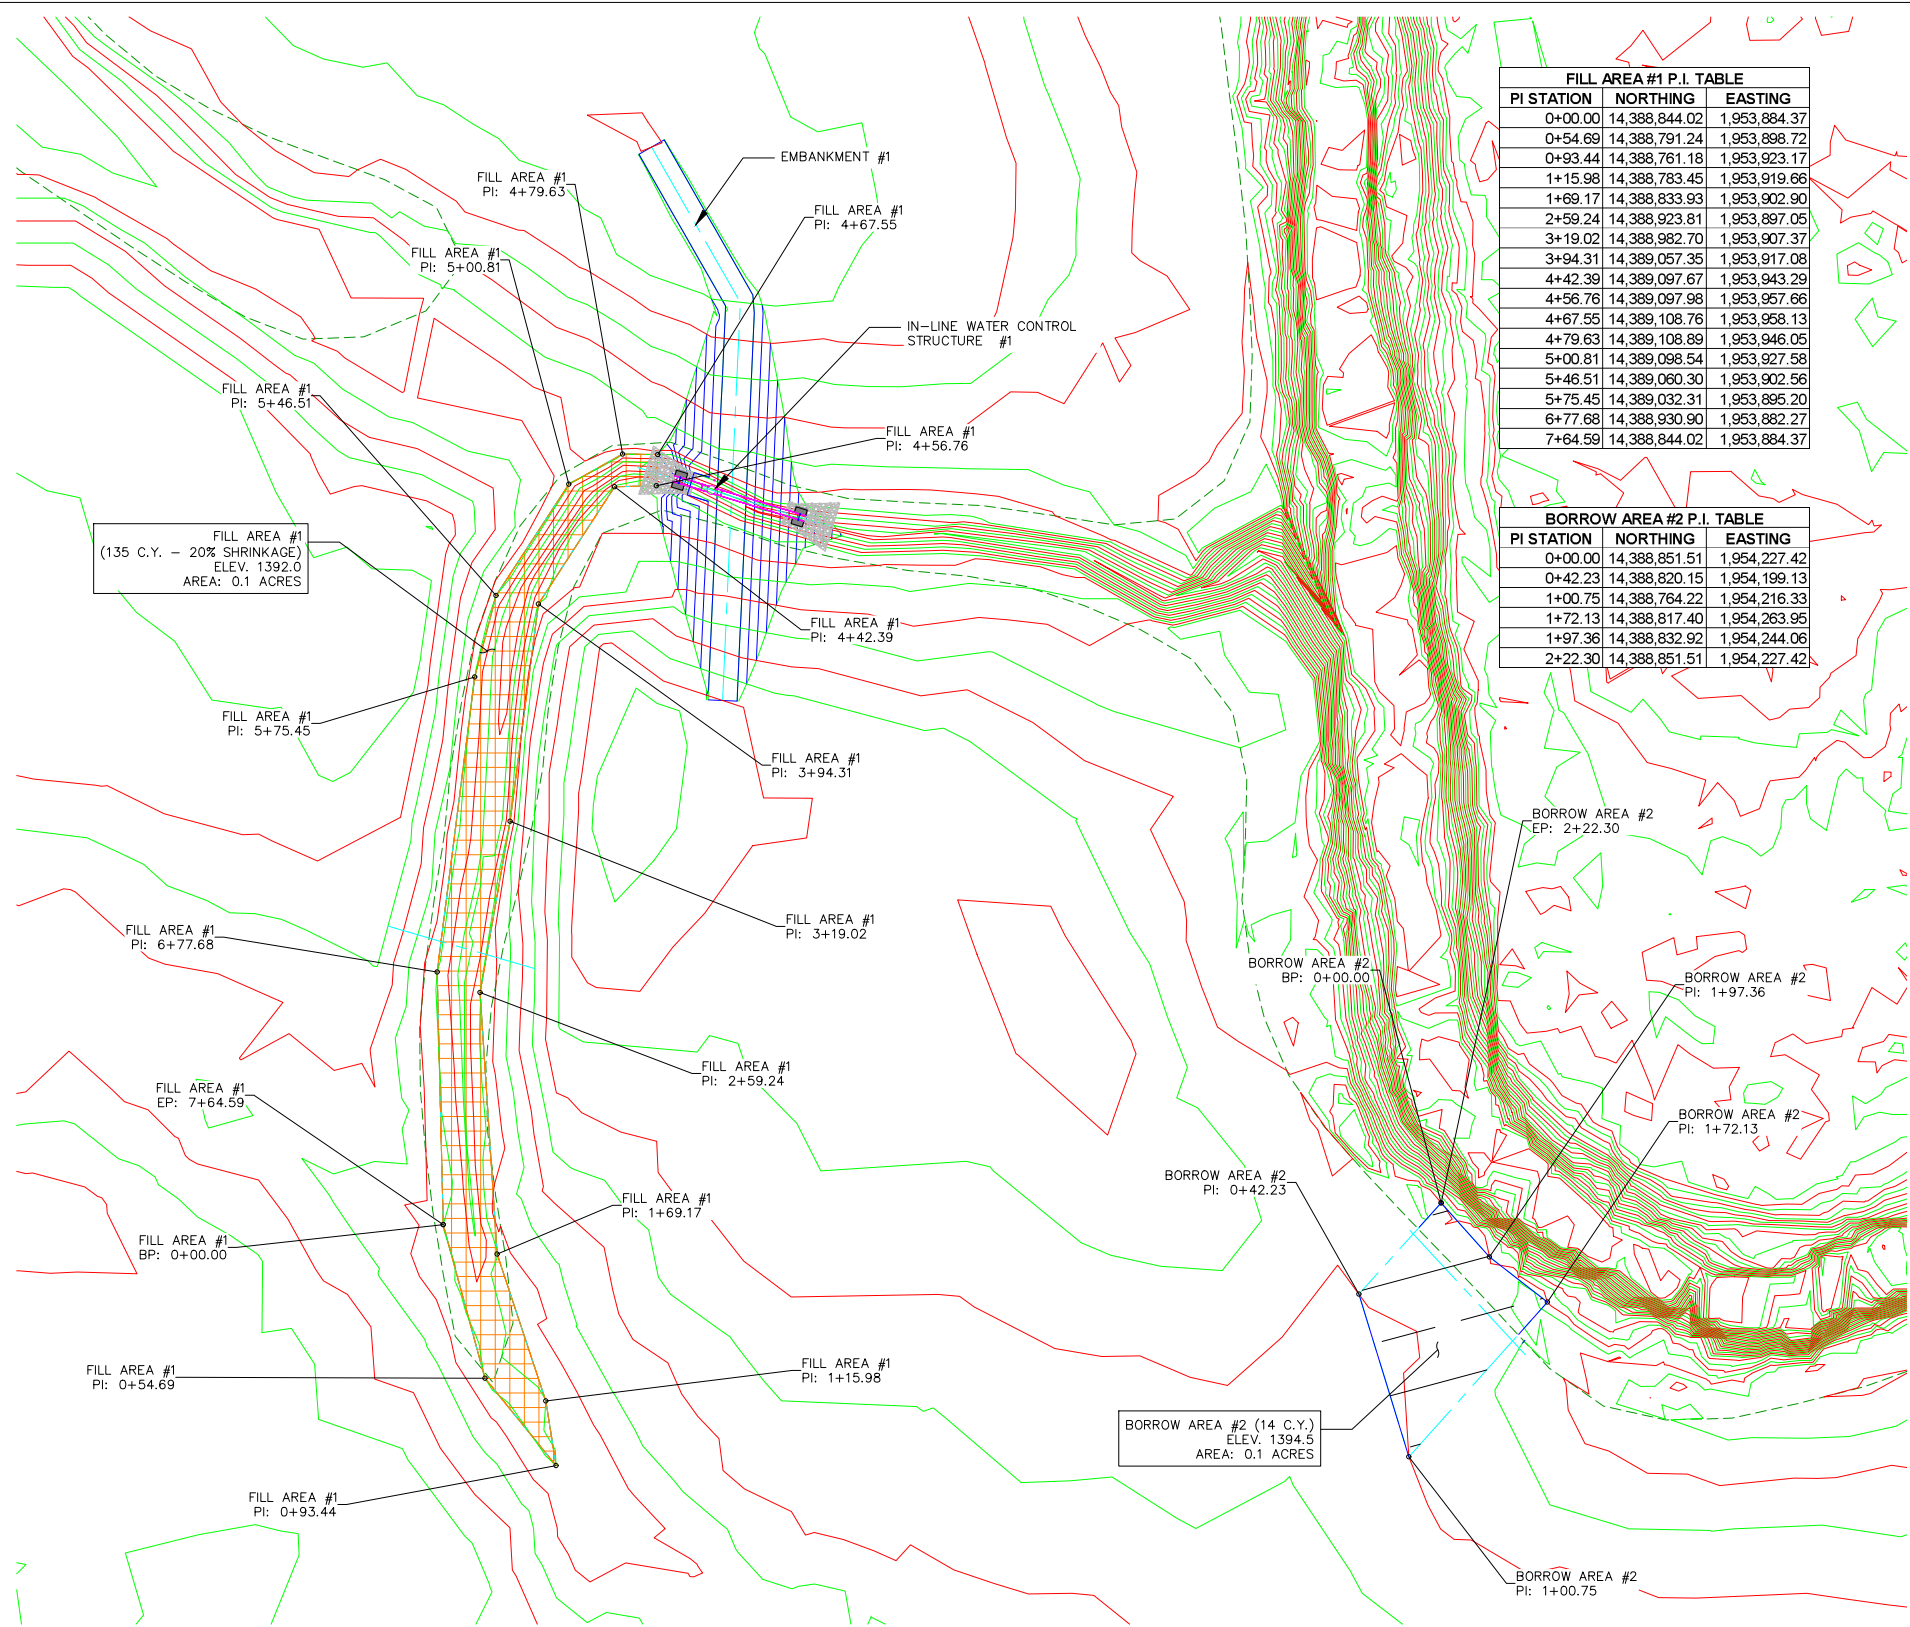 FILL AREA #1 P.I. TABLE
PI STATION NORTHING EASTING
0+00.00 14,388,844.02 1,953,884.37
0+54.69 14,388,791.24 1,953,898.72
0+93.44 14,388,761.18 1,953,923.17
1+15.98 14,388,783.45 1,953,919.66
1+69.17 14,388,833.93 1,953,902.90
2+59.24 14,388,923.81 1,953,897.05
3+19.02 14,388,982.70 1,953,907.37
3+94.31 14,389,057.35 1,953,917.08
4+42.39 14,389,097.67 1,953,943.29
4+56.76 14,389,097.98 1,953,957.66
4+67.55 14,389,108.76 1,953,958.13
4+79.63 14,389,108.89 1,953,946.05
5+00.81 14,389,098.54 1,953,927.58
5+46.51 14,389,060.30 1,953,902.56
5+75.45 14,389,032.31 1,953,895.20
6+77.68 14,388,930.90 1,953,882.27
7+64.59 14,388,844.02 1,953,884.37
BORROW AREA #2 P.I. TABLE
PI STATION NORTHING EASTING
0+00.00 14,388,851.51 1,954,227.42
0+42.23 14,388,820.15 1,954,199.13
1+00.75 14,388,764.22 1,954,216.33
1+72.13 14,388,817.40 1,954,263.95
1+97.36 14,388,832.92 1,954,244.06
2+22.30 14,388,851.51 1,954,227.42
EMBANKMENT #1
FILL AREA #1
PI: 4+79.63
FILL AREA #1
PI: 4+67.55
FILL AREA #1
PI: 5+00.81
IN-LINE WATER CONTROL
STRUCTURE #1
FILL AREA #1
PI: 5+46.51
FILL AREA #1
PI: 4+56.76
FILL AREA #1
(135 C.Y. - 20% SHRINKAGE)
ELEV. 1392.0
AREA: 0.1 ACRES
FILL AREA #1
PI: 4+42.39
FILL AREA #1
PI: 5+75.45
FILL AREA #1
PI: 3+94.31
BORROW AREA #2
EP: 2+22.30
FILL AREA #1
PI: 3+19.02
FILL AREA #1
PI: 6+77.68
BORROW AREA #2
BP: 0+00.00
BORROW AREA #2
PI: 1+97.36
FILL AREA #1
PI: 2+59.24
FILL AREA #1
EP: 7+64.59
BORROW AREA #2
PI: 1+72.13
BORROW AREA #2
PI: 0+42.23
FILL AREA #1
PI: 1+69.17
FILL AREA #1
BP: 0+00.00
FILL AREA #1
PI: 0+54.69
FILL AREA #1
PI: 1+15.98
BORROW AREA #2 (14 C.Y.)
ELEV. 1394.5
AREA: 0.1 ACRES
FILL AREA #1
PI: 0+93.44
BORROW AREA #2
PI: 1+00.75